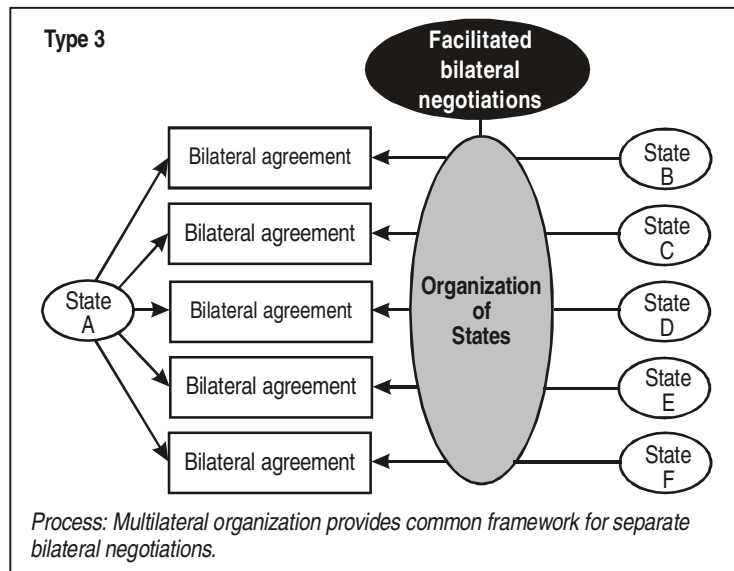 Type 3
Facilitated
bilateral
negotiations
Bilateral agreement
State
B
Bilateral agreement
State
C
State
A
Bilateral agreement
Organization
of
States
State
D
Bilateral agreement
State
E
Bilateral agreement
State
F
Process: Multilateral organization provides common framework for separate
bilateral negotiations.